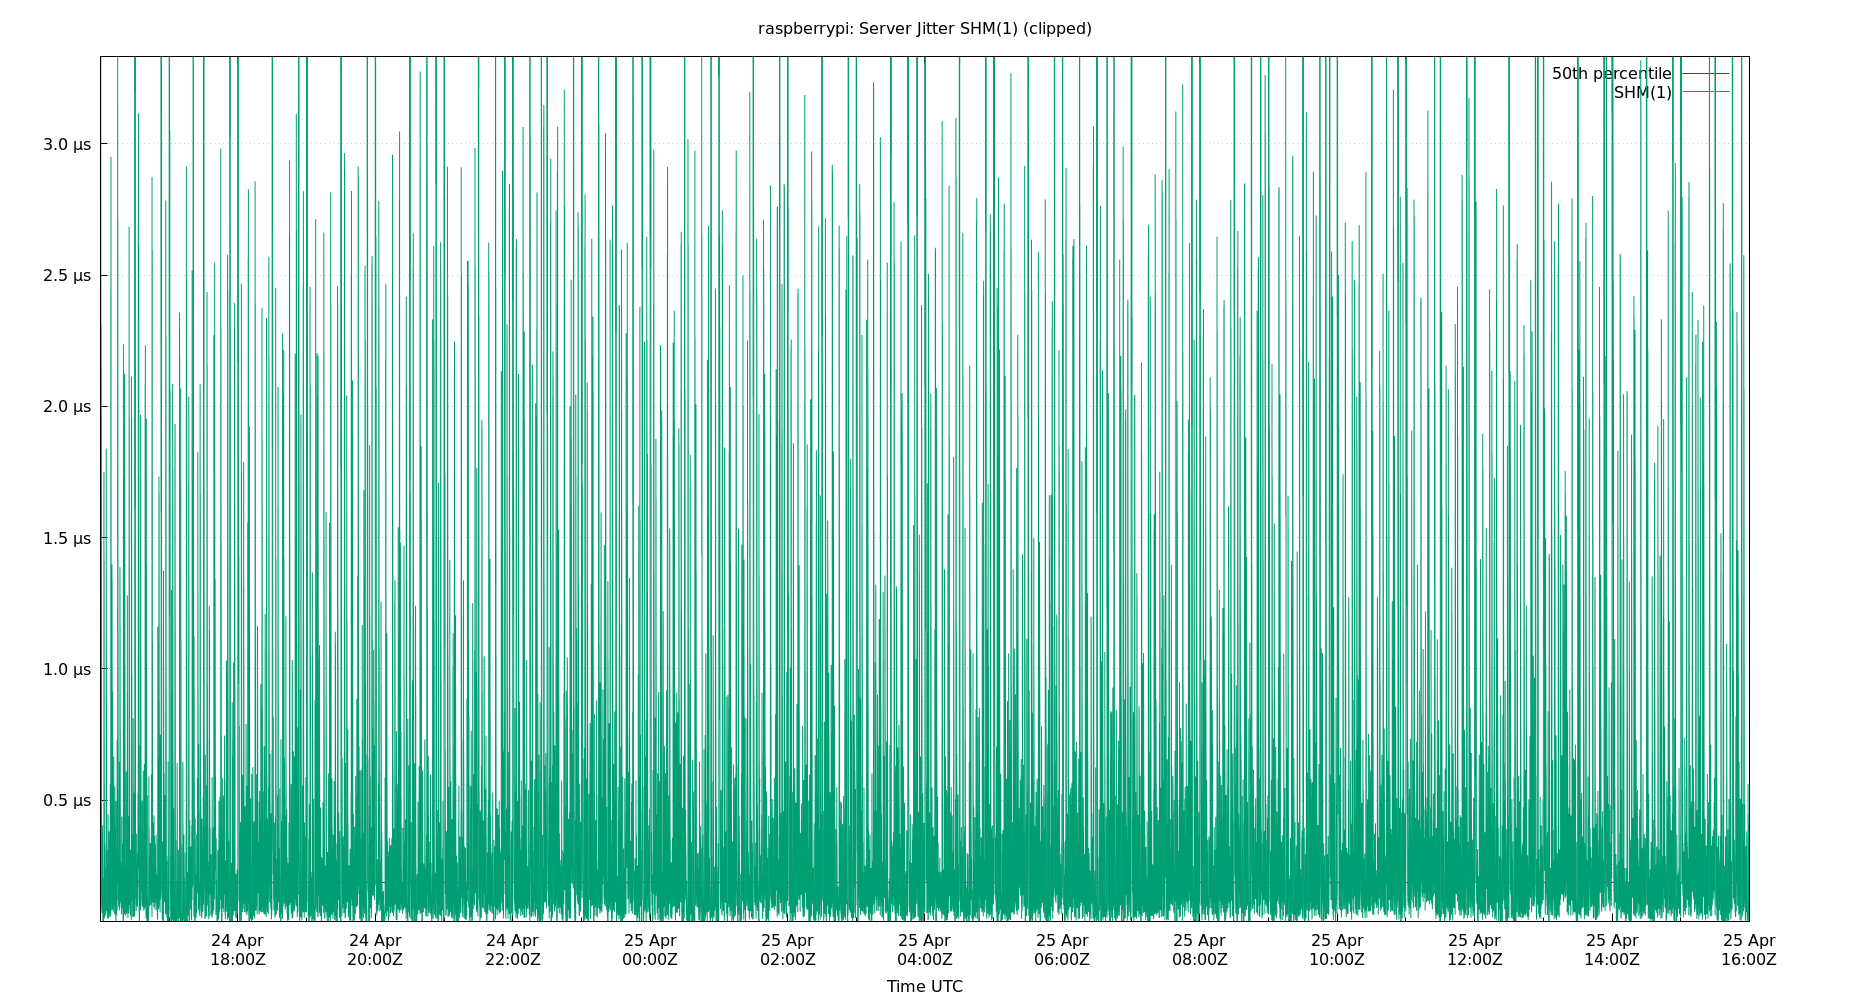 raspberrypi: Server Jitter SHM(1) (clipped)
50th percentile
SHM(1)
3.0 µs
2.5 µs
2.0 µs
1.5 µs
1.0 µs
0.5 µs
24 Apr 24 Apr 24 Apr 25 Apr 25 Apr 25 Apr 25 Apr 25 Apr 25 Apr 25 Apr 25 Apr 25 Apr
18:00Z 20:00Z 22:00Z 00:00Z 02:00Z 04:00Z 06:00Z 08:00Z 10:00Z 12:00Z 14:00Z 16:00Z
Time UTC